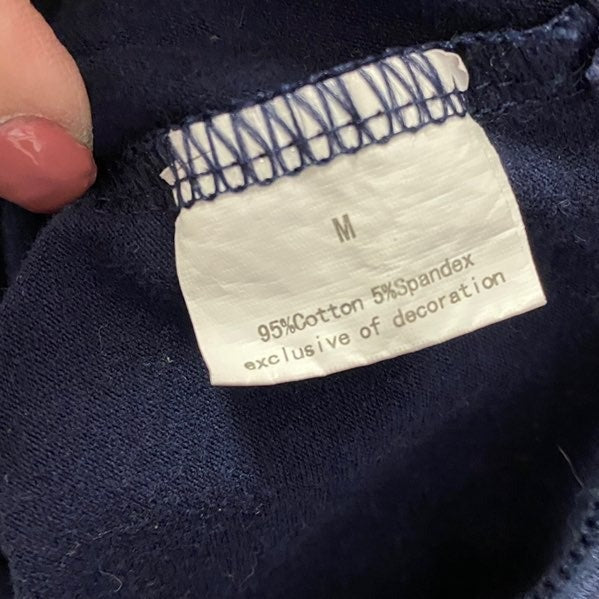 M
95%Cotton 5%Spandex
exclusive of decoration